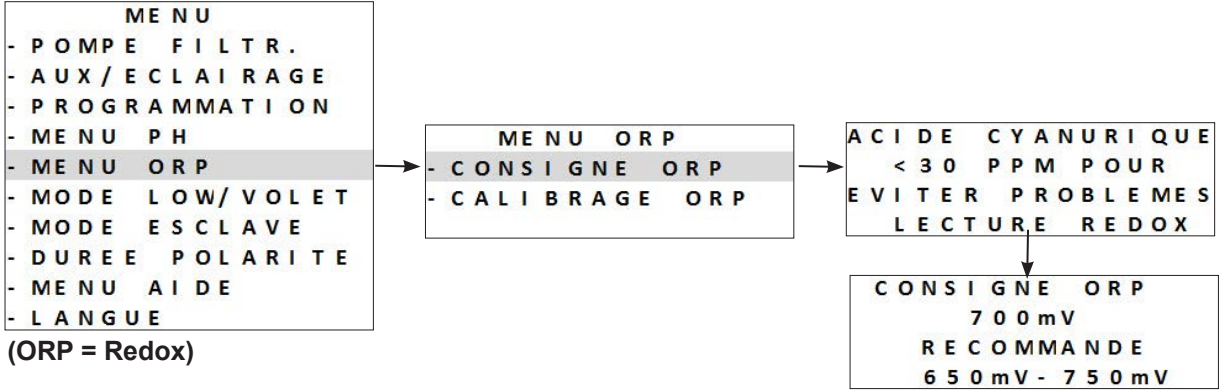 MENU
- POMPE FILTR.
- AUX/ECLAIRAGE
- PROGRAMMATION
- MENU PH
- MENU ORP
- MODE LOW/VOLET
- MODE ESCLAVE
- DUREE POLARITE
- MENU AIDE
- LANGUE
(ORP = Redox)
MENU ORP
- CONSIGNE ORP
- CALIBRAGE ORP
ACIDE CYANURIQUE
<30 PPM POUR
EVITER PROBLEMES
LECTURE REDOX
CONSIGNE ORP
700mV
RECOMMANDE
650mV- 750mV